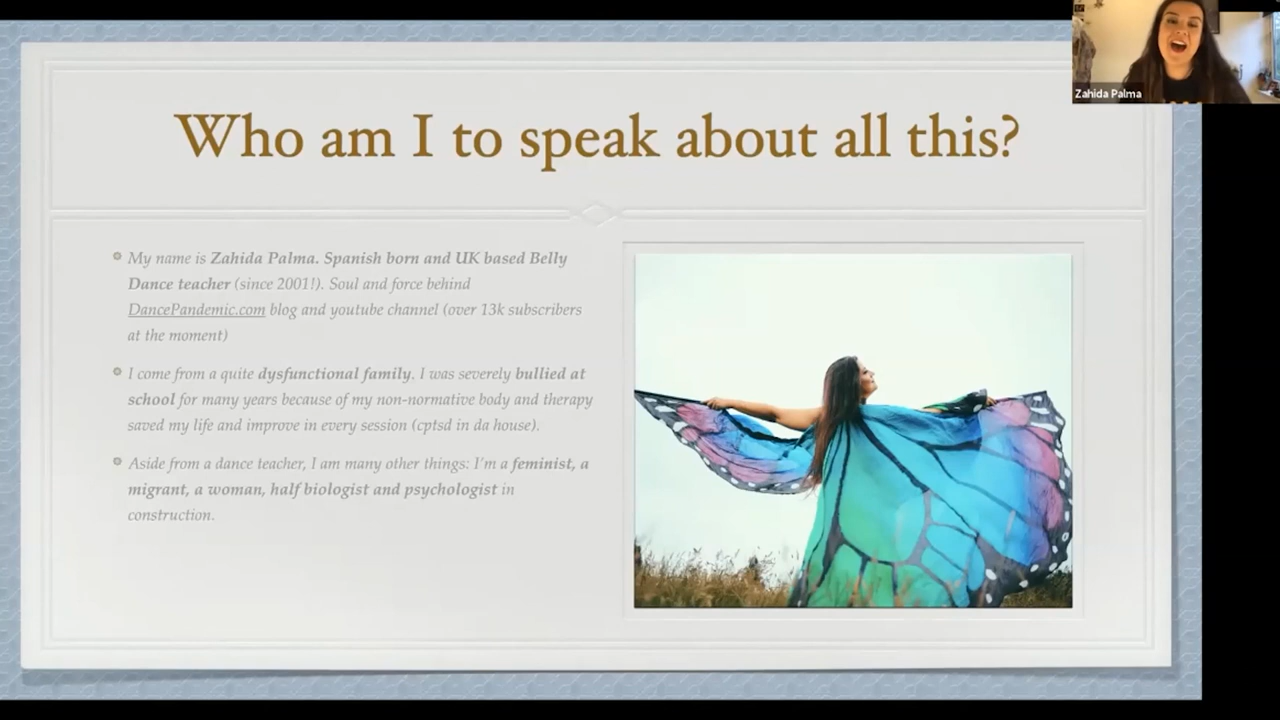 Zahida Palma
Who am I to speak about all this?
My name is Zahida Palma. Spanish born and UK based Belly
Dance teacher (since 2001!). Soul and force behind
DancePandemic.com blog and youtube channel (over 13k subscribers
at the moment)
I come from a quite dysfunctional family. I was severely bullied at
school for many years because of my non-normative body and therapy
saved my life and improve in every session (cptsd in da house).
Aside from a dance teacher, I am many other things: I'm a feminist, a
migrant, a woman, half biologist and psychologist in
construction.